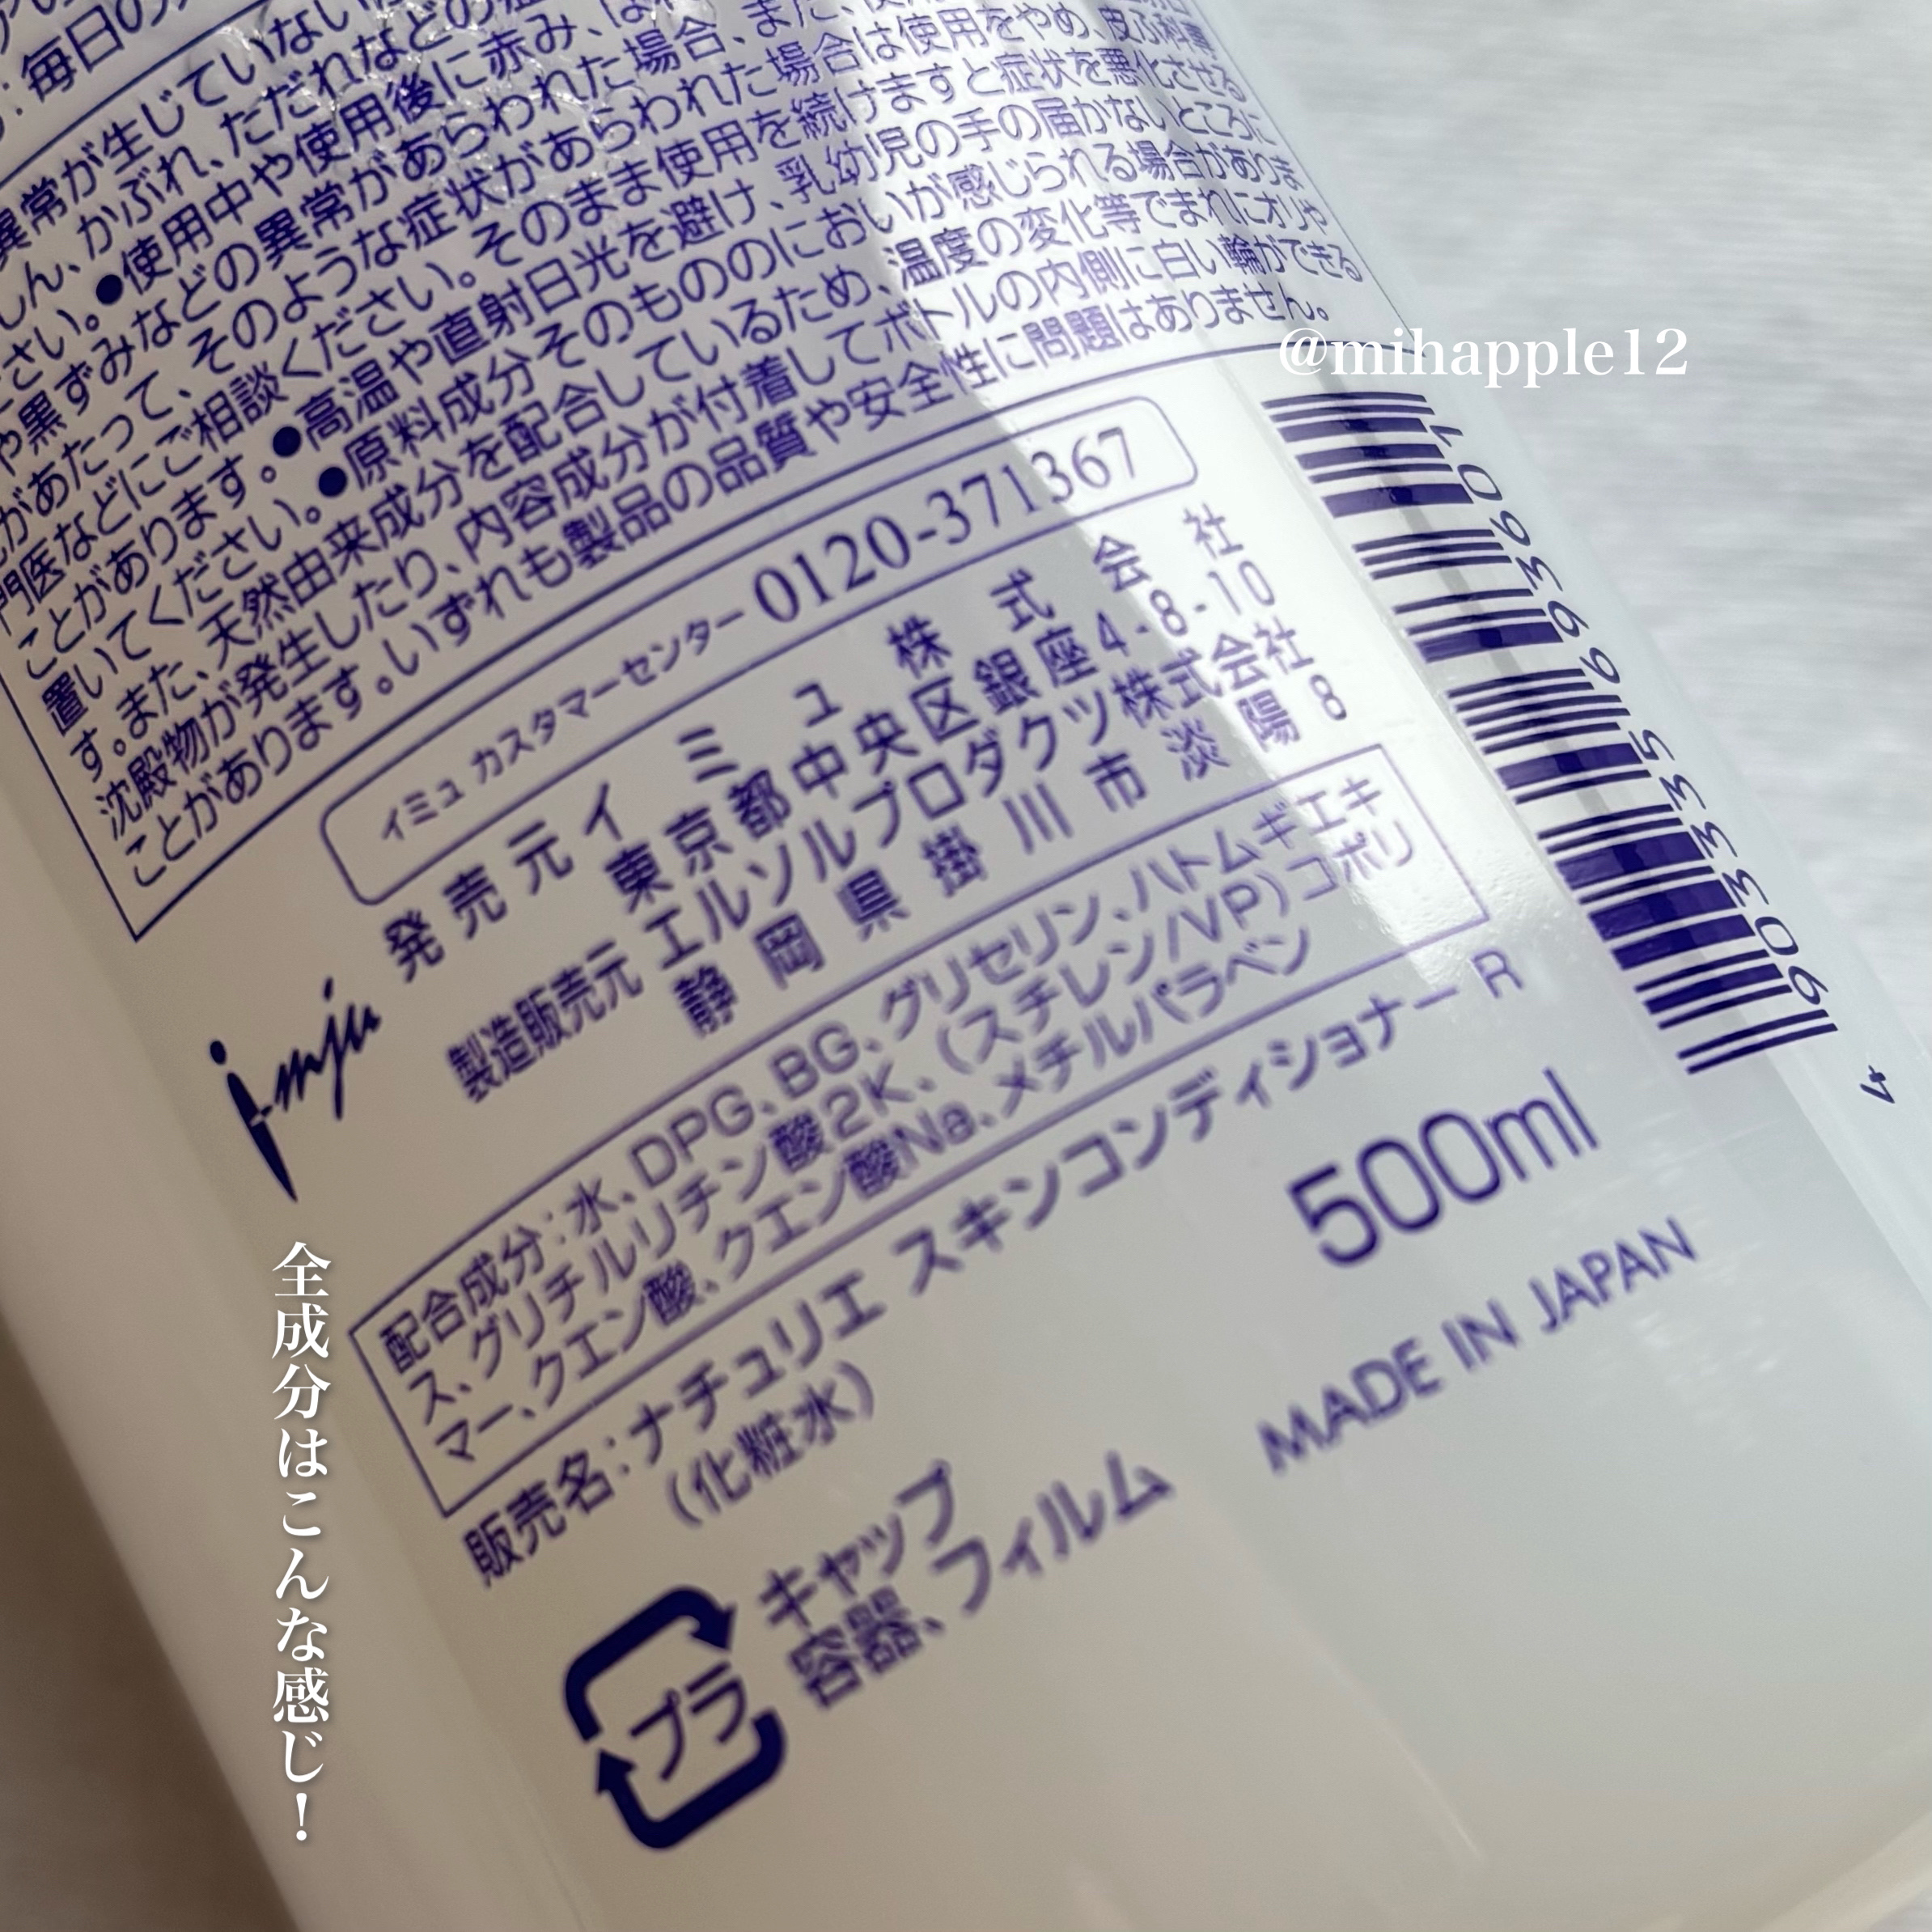 ：毎日の
異常が生じていない
しん、かぶれ、ただれなどの
さい。●使用中や使用後に赤み、は
や黒ずみなどの異常があらわれた場合、また、使
があたって、そのような症状があらわれた場合は使用をやめ、皮ふ科専
門医などにご相談ください。そのまま使用を続けますと症状を悪化させる
ことがあります。●高温や直射日光を避け、乳幼児の手の届かないところに
置いてください。●原料成分そのもののにおいが感じられる場合がありま
す。また、天然由来成分を配合しているため、温度の変化等でまれにオリや
沈殿物が発生したり、内容成分が付着してボトルの内側に白い輪ができる
ことがあります。いずれも製品の品質や安全性に問題はありません。
@mihapple12
イミュ カスタマーセンター 0120-371367
発売元 イミュ株式会社
東京都中央区銀座4-8-10
製造販売元 エルソルプロダクツ株式会社
静岡県掛川市淡陽8
imju
配合成分：水、DPG、BG、グリセリン、ハトムギエキ
ス、グリチルリチン酸2K、(スチレン/VP)コポリ
マー、クエン酸、クエン酸Na、メチルパラベン
販売名：ナチュリエ スキンコンディショナー R
(化粧水)
500ml
MADE IN JAPAN
プラ
キャップ
容器、フィルム
4 903335 693601
全成分はこんな感じ！